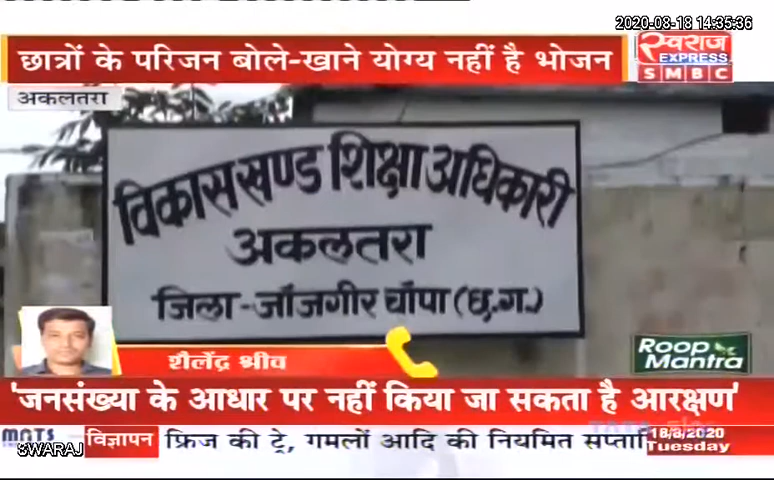 2020-08-18 14:35:36
छात्रों के परिजन बोले-खाने योग्य नहीं है भोजन
स्वराज
EXPRESS
SMBC
अकलतरा
विकासखण्ड शिक्षा अधिकारी
अकलतरा
जिला-जॉजगीर चॉपा (छ.ग.)
शैलेंद्र श्रीव
Roop
Mantra
'जनसंख्या के आधार पर नहीं किया जा सकता है आरक्षण'
SWARAJ
विज्ञापन
फ्रिज की ट्रे, गमलों आदि की नियमित सप्ता
18/8/2020
Tuesday